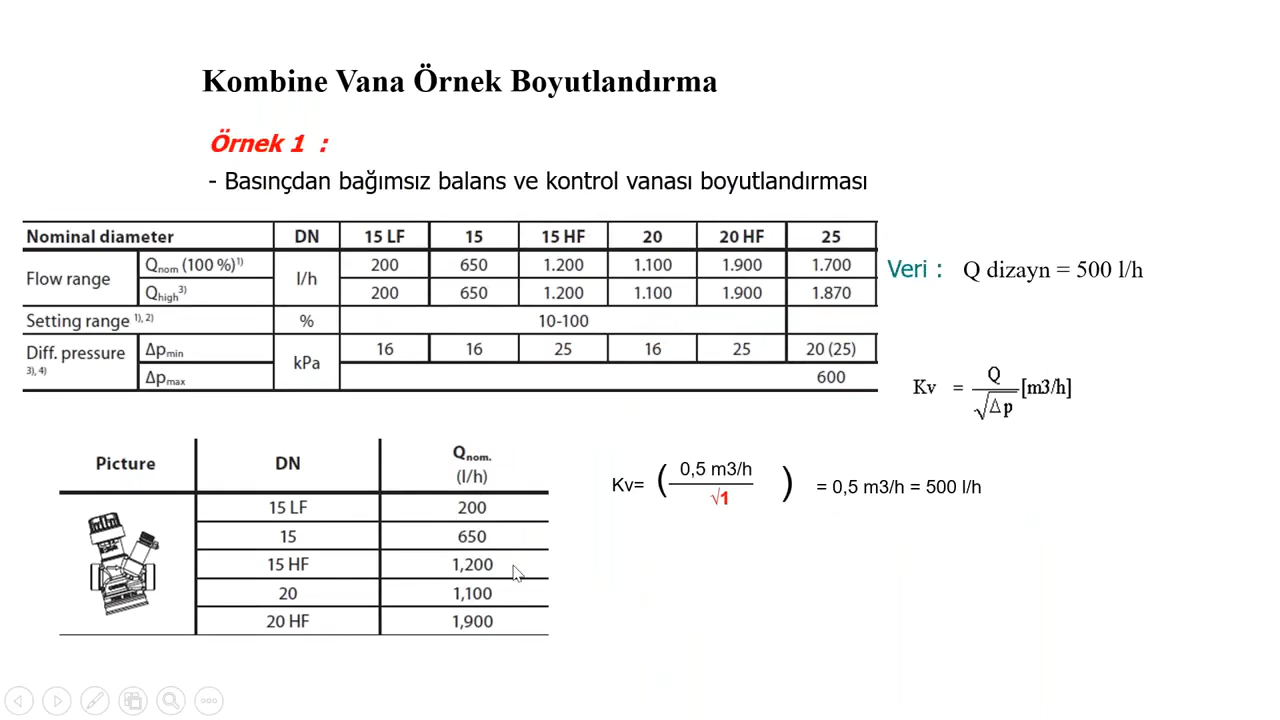 Kombine Vana Örnek Boyutlandırma
Örnek 1 :
- Basınçdan bağımsız balans ve kontrol vanası boyutlandırması
Nominal diameter DN 15 LF 15 15 HF 20 20 HF 25
Flow range Qnom (100 %)1) l/h 200 650 1.200 1.100 1.900 1.700
Qhigh3) 200 650 1.200 1.100 1.900 1.870
Setting range 1), 2) % 10-100
Diff. pressure 3), 4) Δpmin kPa 16 16 25 16 25 20 (25)
Δpmax 600
Veri : Q dizayn = 500 l/h
Kv = Q / √Δp [m3/h]
Picture DN Qnom. (l/h)
15 LF 200
15 650
15 HF 1,200
20 1,100
20 HF 1,900
Kv= ( 0,5 m3/h / √1 ) = 0,5 m3/h = 500 l/h